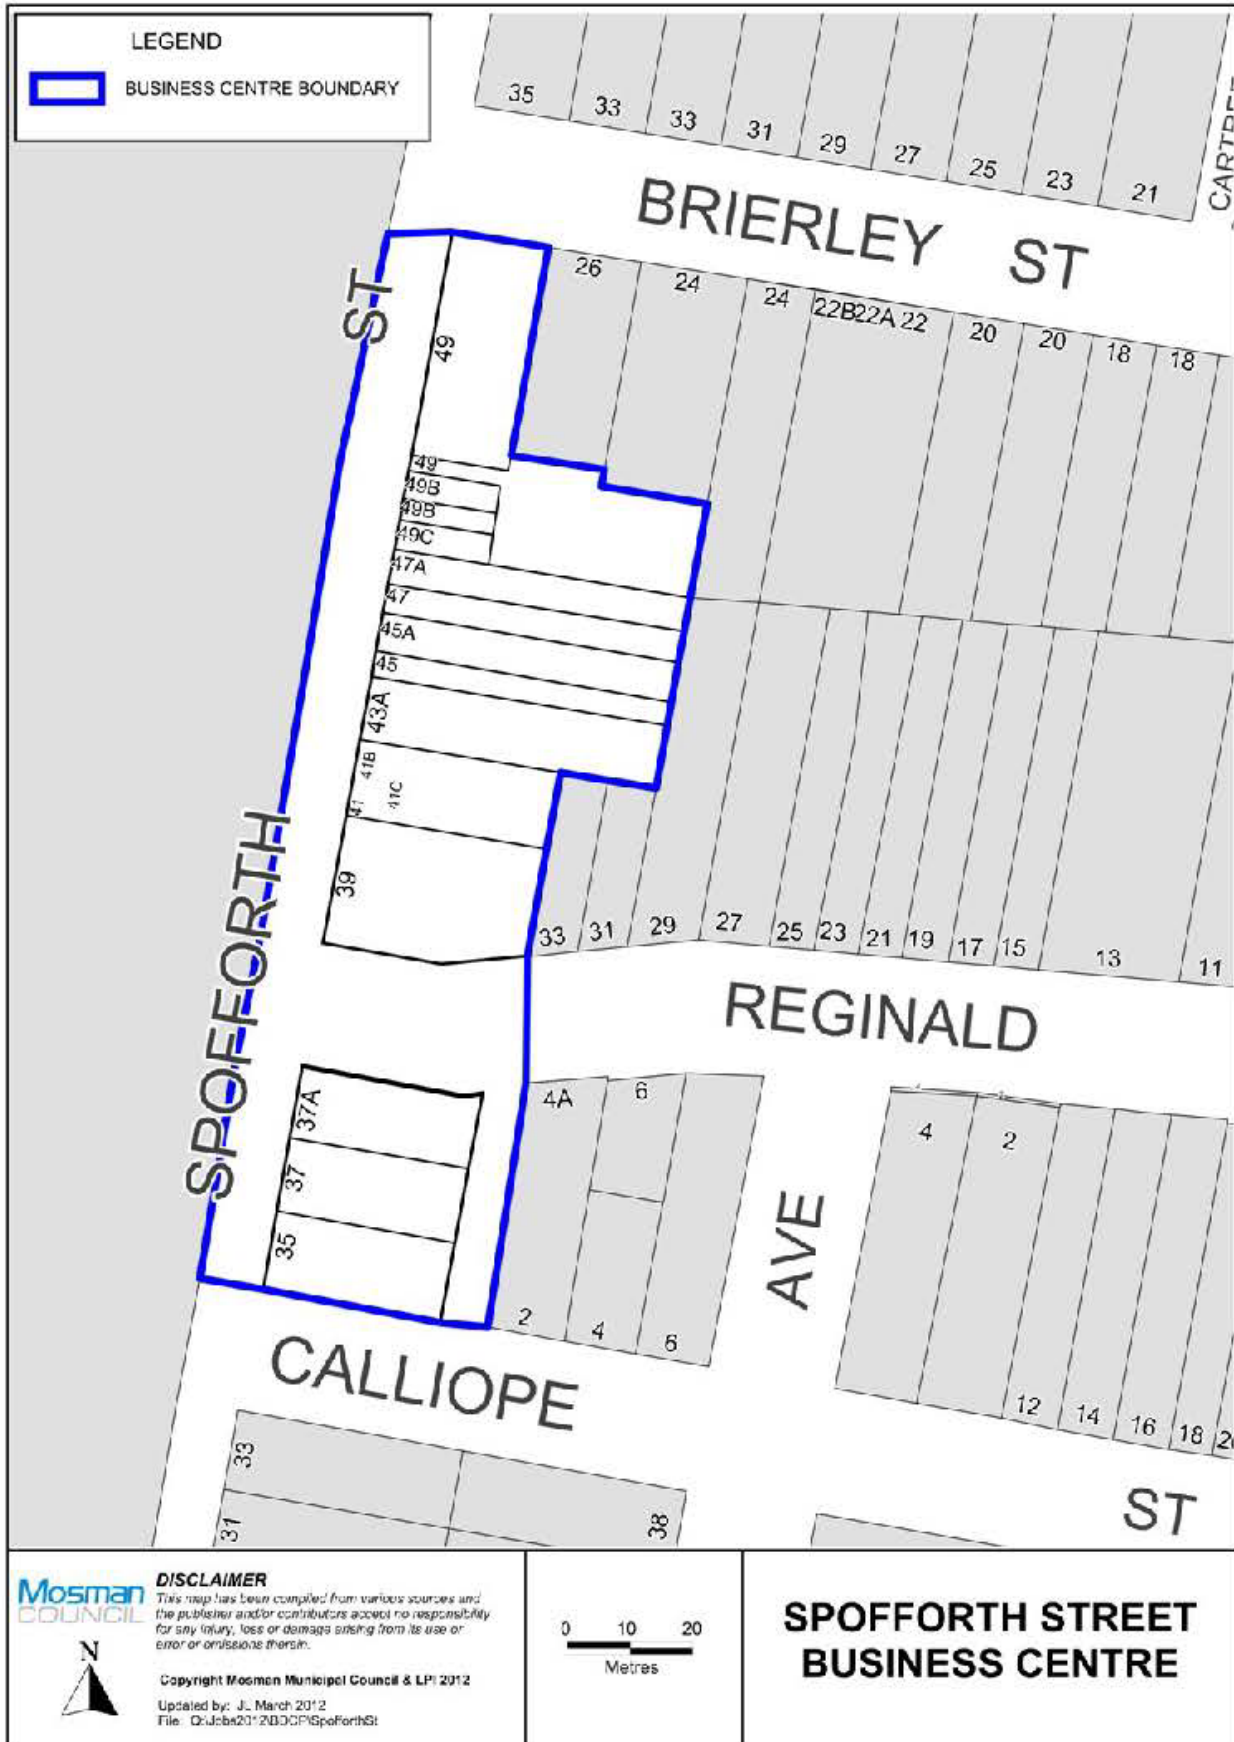 LEGEND
BUSINESS CENTRE BOUNDARY
35
33
33
31
29
27
25
23
21
BRIERLEY ST
26
24
24
22B
22A
22
20
20
18
18
ST
49
49
49B
49B
49C
47A
47
45A
45
43A
41B
41C
41
39
SPOFFORTH
33
31
29
27
25
23
21
19
17
15
13
11
REGINALD
37A
37
35
4A
6
4
2
AVE
2
4
6
12
14
16
18
CALLIOPE
ST
33
31
38
Mosman
COUNCIL
N
DISCLAIMER
This map has been compiled from various sources and
the publisher and/or contributors accept no responsibility
for any injury, loss or damage arising from its use or
error or omissions therein.
Copyright Mosman Municipal Council & LPI 2012
Updated by: JL March 2012
File: Q:\Jobs2012\BDCP\SpofforthSt
0 10 20
Metres
SPOFFORTH STREET
BUSINESS CENTRE